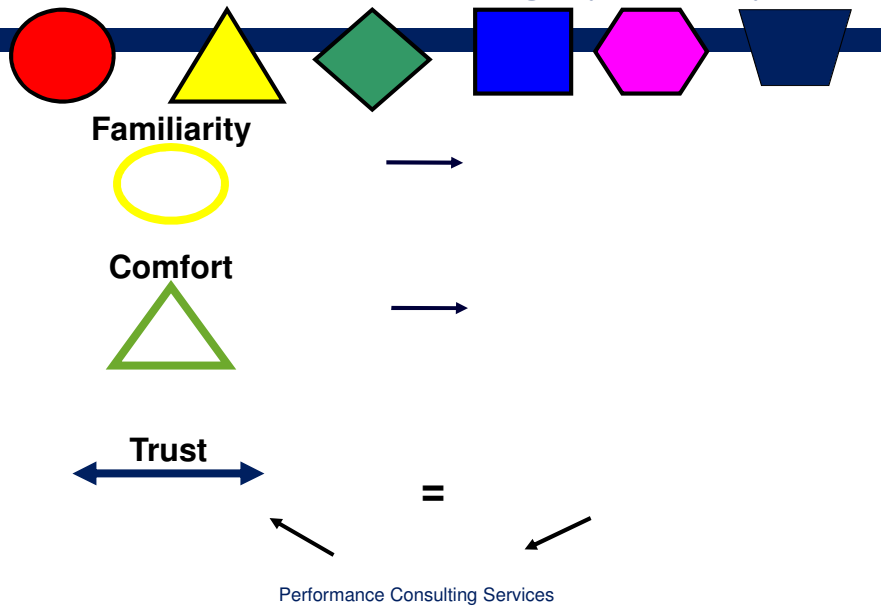 Familiarity
Comfort
Trust
=
Performance Consulting Services